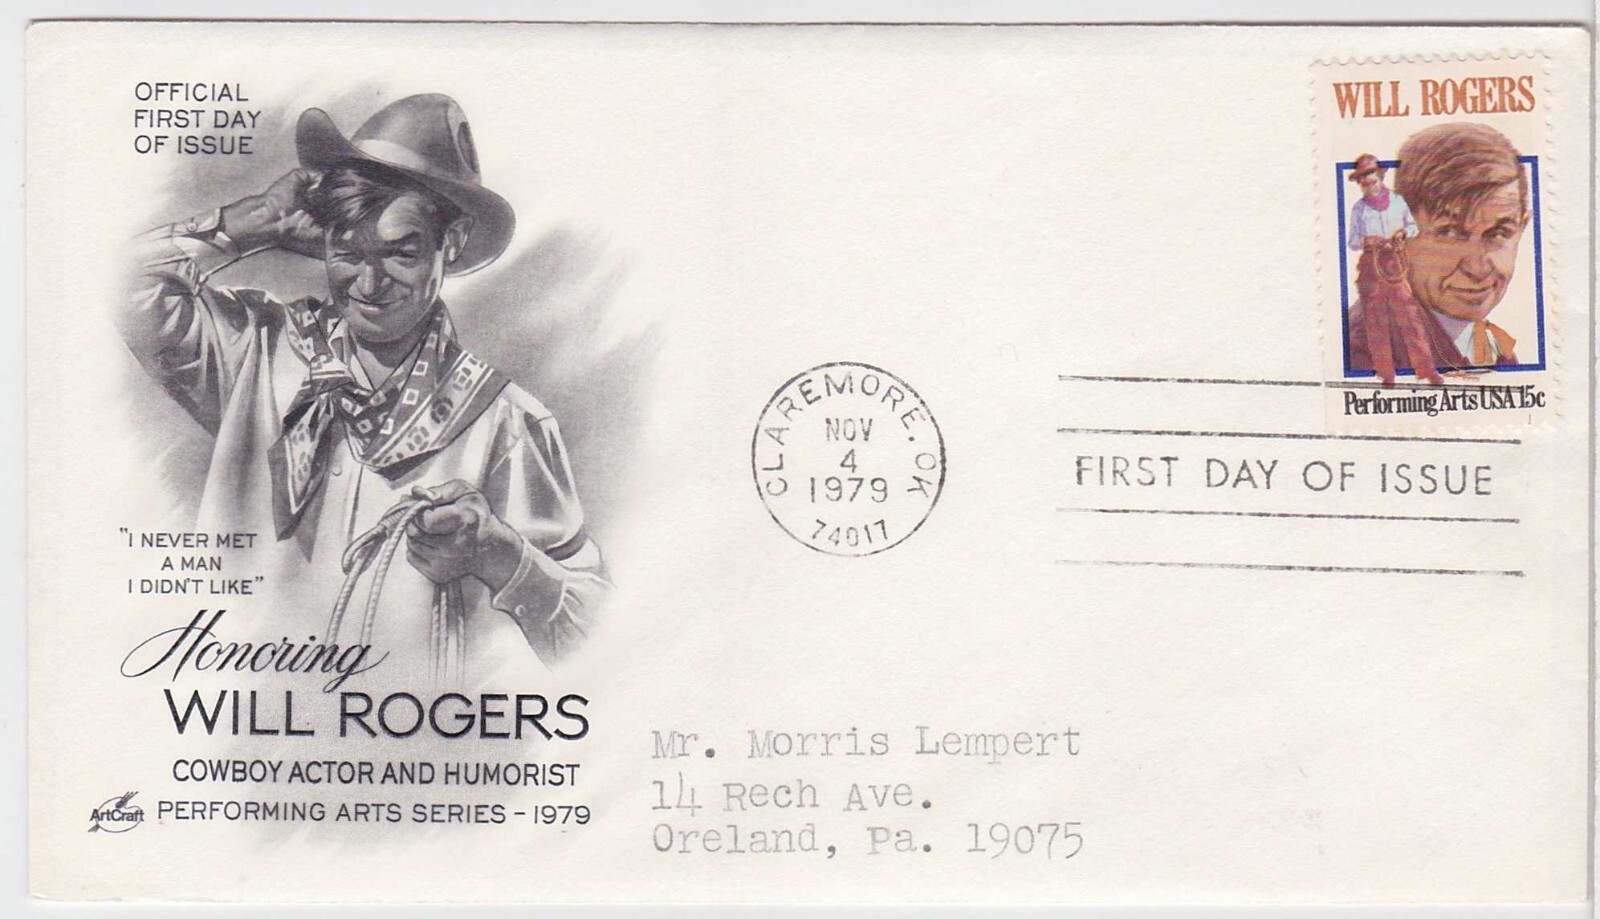 OFFICIAL
FIRST DAY
OF ISSUE
"I NEVER MET
A MAN
I DIDN'T LIKE"
Honoring
WILL ROGERS
COWBOY ACTOR AND HUMORIST
ArtCraft PERFORMING ARTS SERIES - 1979
CLAREMORE. OK
NOV
4
1979
74017
WILL ROGERS
Performing Arts USA 15c
FIRST DAY OF ISSUE
Mr. Morris Lempert
14 Rech Ave.
Oreland, Pa. 19075